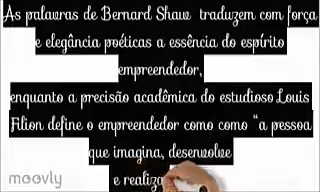 As palavras de Bernard Shaw traduzem com força
e elegância poéticas a essência do espírito
empreendedor,
enquanto a precisão acadêmica do estudioso Louis
Filion define o empreendedor como como “a pessoa
que imagina, desenvolve
e realiza
moovly